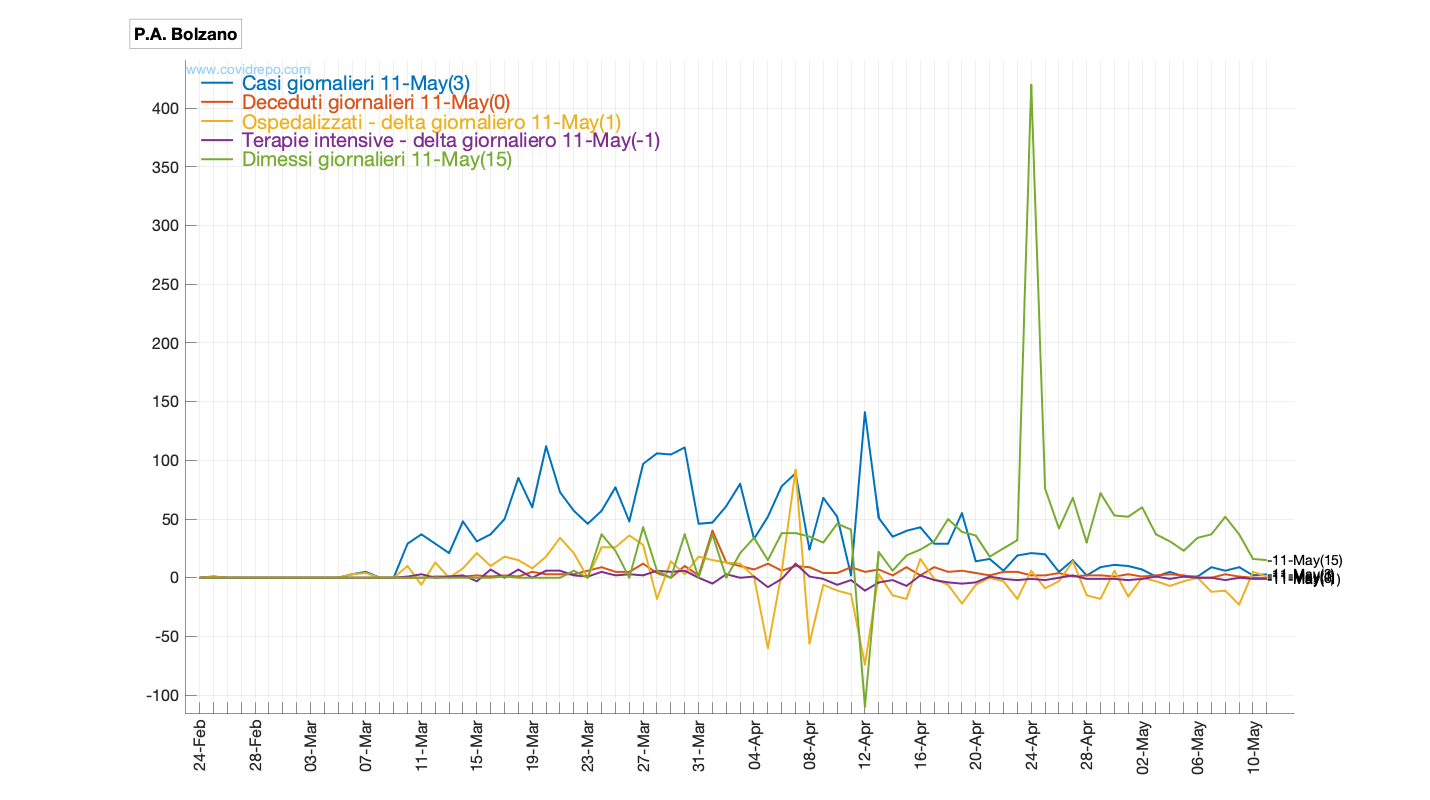 P.A. Bolzano
www.covidrepo.com
Casi giornalieri 11-May(3)
Deceduti giornalieri 11-May(0)
Ospedalizzati - delta giornaliero 11-May(1)
Terapie intensive - delta giornaliero 11-May(-1)
Dimessi giornalieri 11-May(15)
400
350
300
250
200
150
100
50
0
-50
-100
11-May(15)
24-Feb
28-Feb
03-Mar
07-Mar
11-Mar
15-Mar
19-Mar
23-Mar
27-Mar
31-Mar
04-Apr
08-Apr
12-Apr
16-Apr
20-Apr
24-Apr
28-Apr
02-May
06-May
10-May